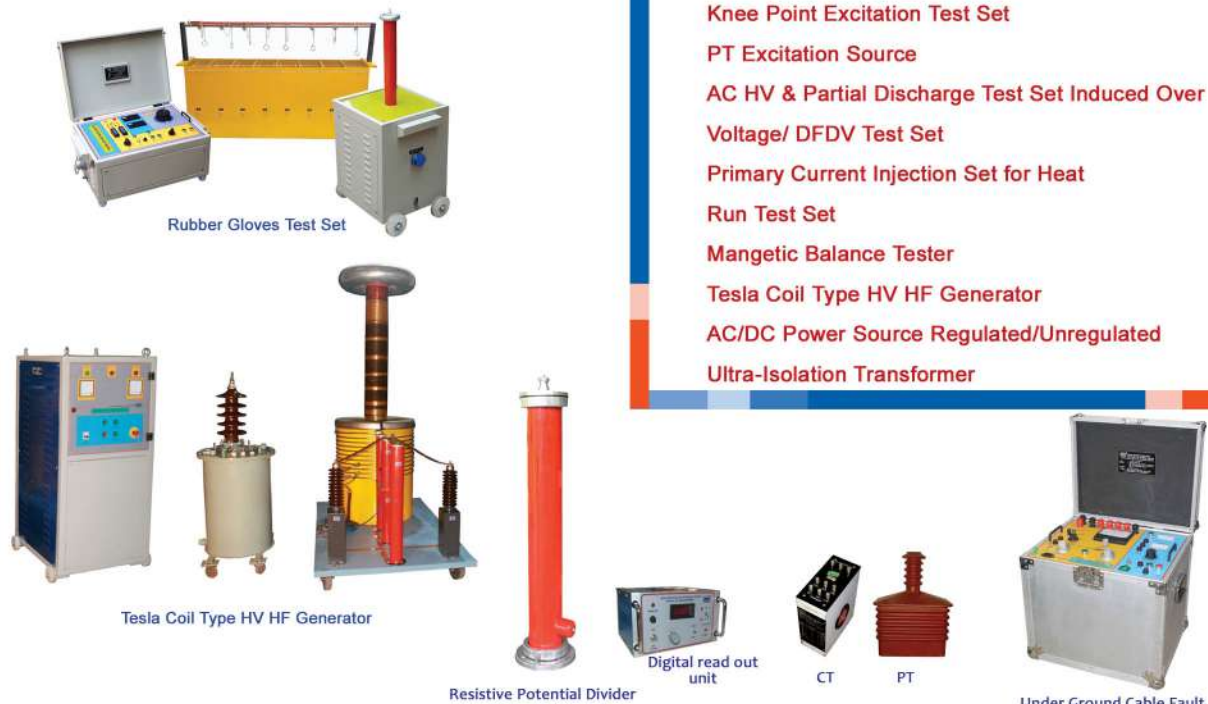 Knee Point Excitation Test Set
PT Excitation Source
AC HV & Partial Discharge Test Set Induced Over
Voltage/ DFDV Test Set
Primary Current Injection Set for Heat
Run Test Set
Mangetic Balance Tester
Tesla Coil Type HV HF Generator
AC/DC Power Source Regulated/Unregulated
Ultra-Isolation Transformer
Rubber Gloves Test Set
Tesla Coil Type HV HF Generator
Resistive Potential Divider
Digital read out
unit
CT
PT
Under Ground Cable Fault